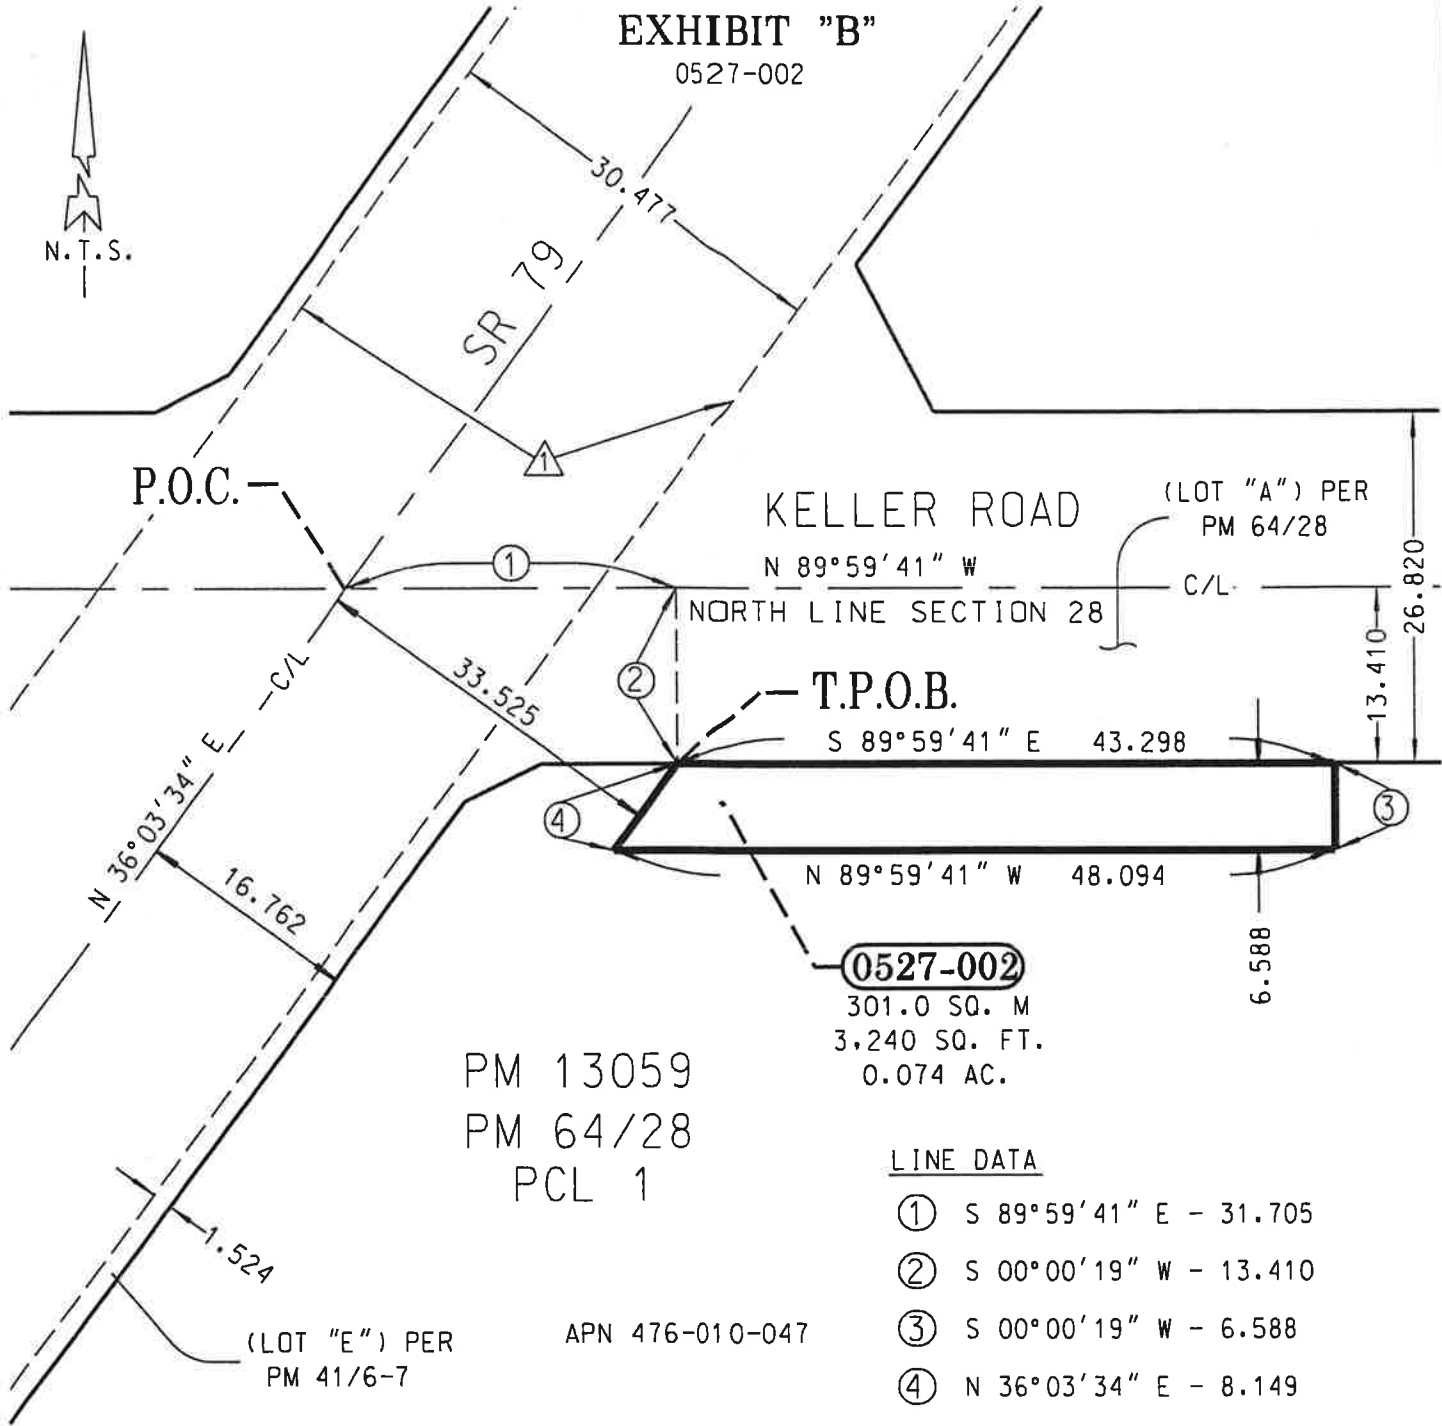 EXHIBIT "B"
0527-002
N.T.S.
30.477
SR 79
1
P.O.C.
1
KELLER ROAD
(LOT "A") PER
PM 64/28
N 89°59'41" W
C/L
NORTH LINE SECTION 28
26.820
13.410
C/L
33.525
2
T.P.O.B.
S 89°59'41" E 43.298
N 36°03'34" E
4
3
N 89°59'41" W 48.094
16.762
6.588
0527-002
301.0 SQ. M
3,240 SQ. FT.
0.074 AC.
PM 13059
PM 64/28
PCL 1
1.524
(LOT "E") PER
PM 41/6-7
APN 476-010-047
LINE DATA
1 S 89°59'41" E - 31.705
2 S 00°00'19" W - 13.410
3 S 00°00'19" W - 6.588
4 N 36°03'34" E - 8.149